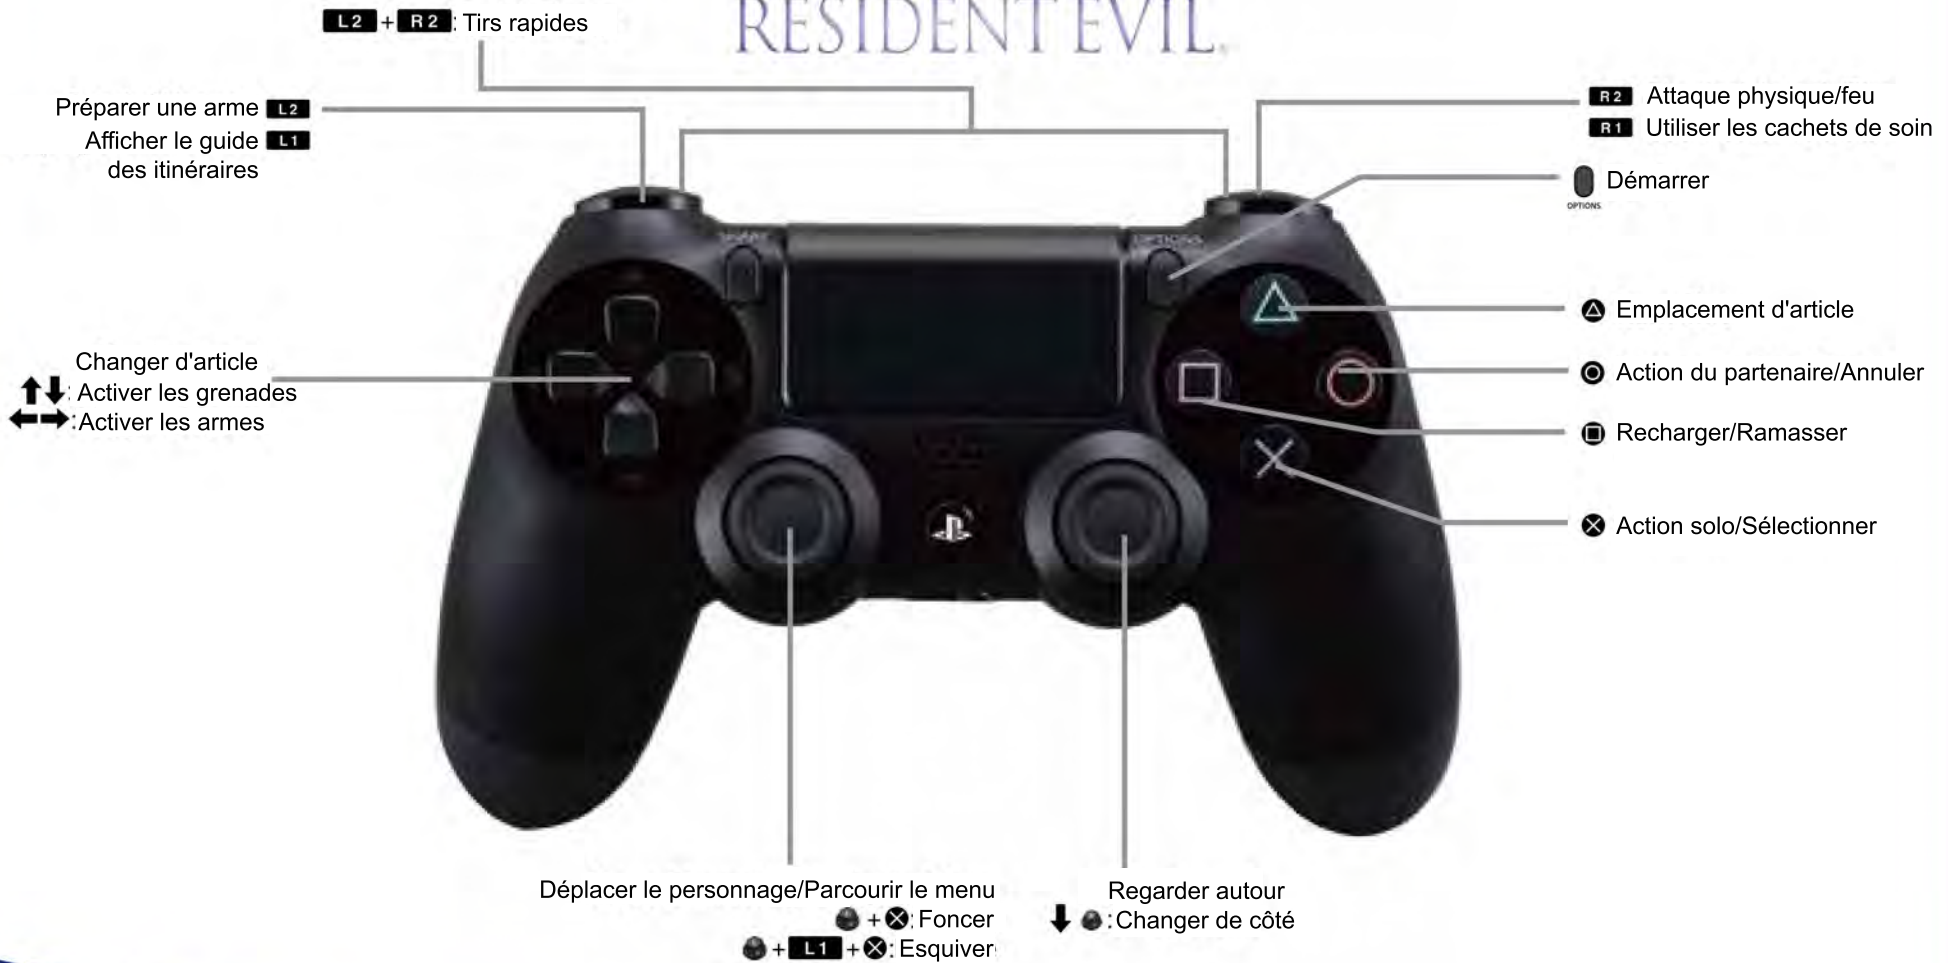 RESIDENT EVIL
L2 + R2 : Tirs rapides
Préparer une arme L2
Afficher le guide L1
des itinéraires
R2 Attaque physique/feu
R1 Utiliser les cachets de soin
Démarrer
OPTIONS
SHARE
OPTIONS
Emplacement d'article
Action du partenaire/Annuler
Recharger/Ramasser
Action solo/Sélectionner
Changer d'article
: Activer les grenades
:Activer les armes
Déplacer le personnage/Parcourir le menu
+ : Foncer
+ L1 + : Esquiver
Regarder autour
:Changer de côté